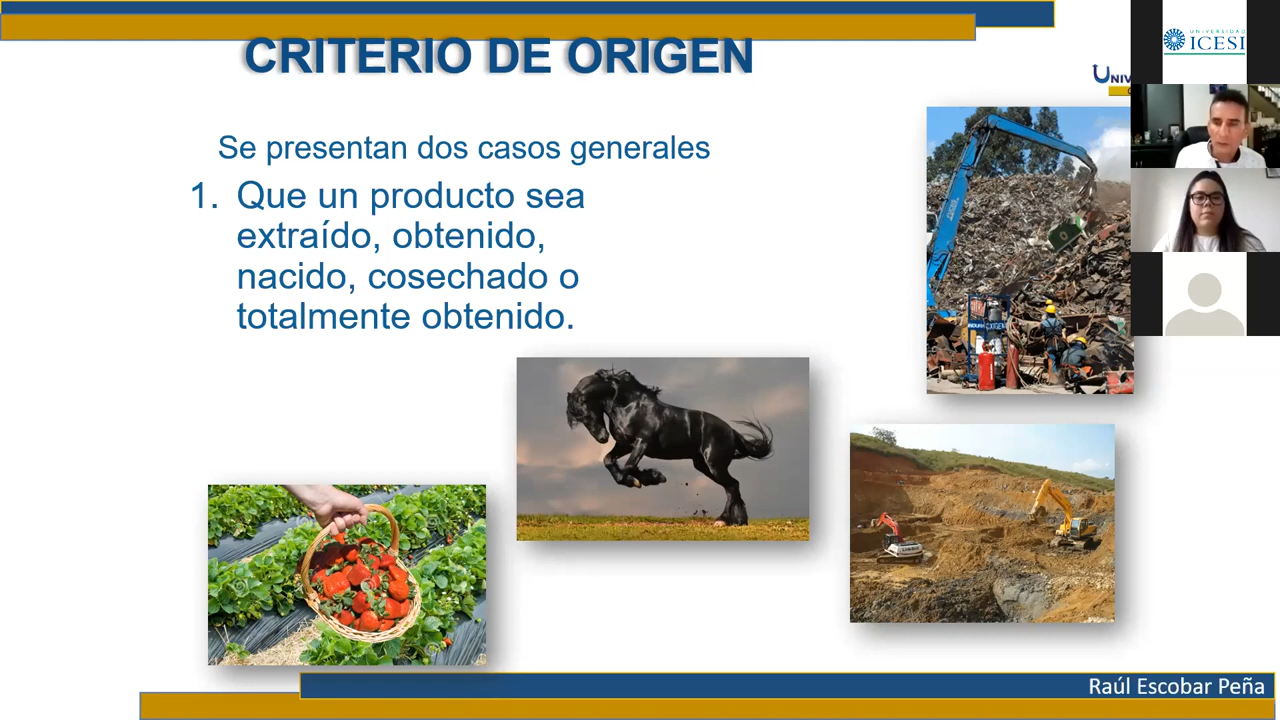 CRITERIO DE ORIGEN
UNIVERSIDAD
ICESI
Se presentan dos casos generales
1. Que un producto sea
extraído, obtenido,
nacido, cosechado o
totalmente obtenido.
Raúl Escobar Peña